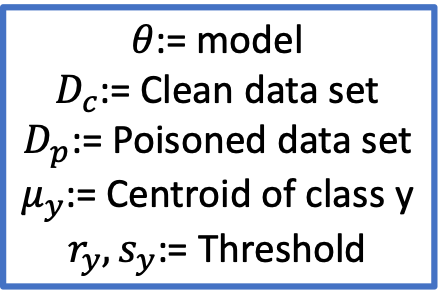 θ:= model
D_c:= Clean data set
D_p:= Poisoned data set
μ_y:= Centroid of class y
r_y, s_y:= Threshold